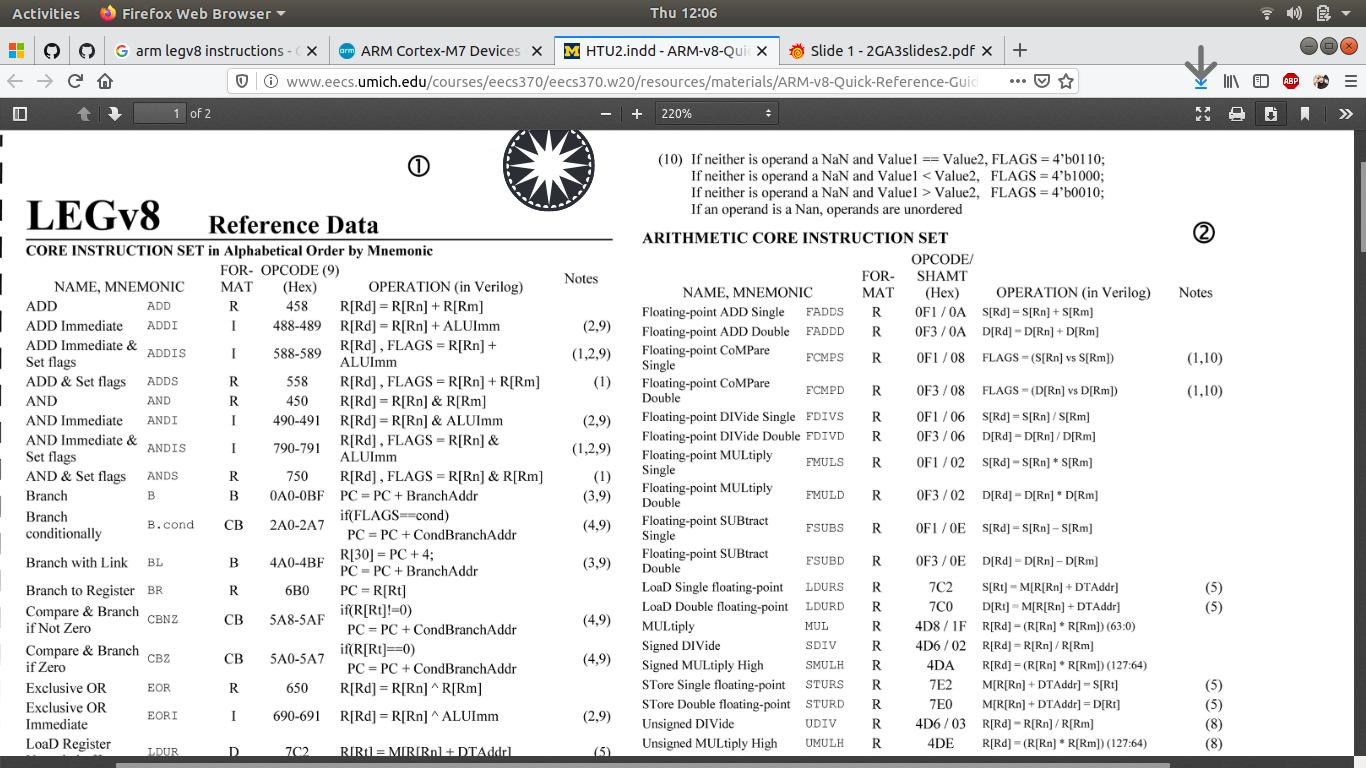 Activities Firefox Web Browser Thu 12:06
arm legv8 instructions - G ARM Cortex-M7 Devices HTU2.indd - ARM-v8-Quic Slide 1 - 2GA3slides2.pdf
www.eecs.umich.edu/courses/eecs370/eecs370.w20/resources/materials/ARM-v8-Quick-Reference-Guid ABP
1 of 2 220%
①
LEGv8 Reference Data
CORE INSTRUCTION SET in Alphabetical Order by Mnemonic
FOR- OPCODE (9)
NAME, MNEMONIC MAT (Hex) OPERATION (in Verilog) Notes
ADD ADD R 458 R[Rd] = R[Rn] + R[Rm]
ADD Immediate ADDI I 488-489 R[Rd] = R[Rn] + ALUImm (2,9)
ADD Immediate & R[Rd] , FLAGS = R[Rn] +
Set flags ADDIS I 588-589 ALUImm (1,2,9)
ADD & Set flags ADDS R 558 R[Rd] , FLAGS = R[Rn] + R[Rm] (1)
AND AND R 450 R[Rd] = R[Rn] & R[Rm]
AND Immediate ANDI I 490-491 R[Rd] = R[Rn] & ALUImm (2,9)
AND Immediate & R[Rd] , FLAGS = R[Rn] &
Set flags ANDIS I 790-791 ALUImm (1,2,9)
AND & Set flags ANDS R 750 R[Rd] , FLAGS = R[Rn] & R[Rm] (1)
Branch B B 0A0-0BF PC = PC + BranchAddr (3,9)
Branch if(FLAGS==cond)
conditionally B.cond CB 2A0-2A7 PC = PC + CondBranchAddr (4,9)
R[30] = PC + 4;
Branch with Link BL B 4A0-4BF PC = PC + BranchAddr (3,9)
Branch to Register BR R 6B0 PC = R[Rt]
Compare & Branch if(R[Rt]!=0)
if Not Zero CBNZ CB 5A8-5AF PC = PC + CondBranchAddr (4,9)
Compare & Branch if(R[Rt]==0)
if Zero CBZ CB 5A0-5A7 PC = PC + CondBranchAddr (4,9)
Exclusive OR EOR R 650 R[Rd] = R[Rn] ^ R[Rm]
Exclusive OR
Immediate EORI I 690-691 R[Rd] = R[Rn] ^ ALUImm (2,9)
LoaD Register
LDUR D 7C2 R[Rt] = M[R[Rn] + DTAddr] (5)
(10) If neither is operand a NaN and Value1 == Value2, FLAGS = 4'b0110;
If neither is operand a NaN and Value1 < Value2, FLAGS = 4'b1000;
If neither is operand a NaN and Value1 > Value2, FLAGS = 4'b0010;
If an operand is a Nan, operands are unordered
②
ARITHMETIC CORE INSTRUCTION SET
OPCODE/
FOR- SHAMT
NAME, MNEMONIC MAT (Hex) OPERATION (in Verilog) Notes
Floating-point ADD Single FADDS R 0F1 / 0A S[Rd] = S[Rn] + S[Rm]
Floating-point ADD Double FADDD R 0F3 / 0A D[Rd] = D[Rn] + D[Rm]
Floating-point CoMPare
Single FCMPS R 0F1 / 08 FLAGS = (S[Rn] vs S[Rm]) (1,10)
Floating-point CoMPare
Double FCMPD R 0F3 / 08 FLAGS = (D[Rn] vs D[Rm]) (1,10)
Floating-point DIVide Single FDIVS R 0F1 / 06 S[Rd] = S[Rn] / S[Rm]
Floating-point DIVide Double FDIVD R 0F3 / 06 D[Rd] = D[Rn] / D[Rm]
Floating-point MULtiply
Single FMULS R 0F1 / 02 S[Rd] = S[Rn] * S[Rm]
Floating-point MULtiply
Double FMULD R 0F3 / 02 D[Rd] = D[Rn] * D[Rm]
Floating-point SUBtract
Single FSUBS R 0F1 / 0E S[Rd] = S[Rn] – S[Rm]
Floating-point SUBtract
Double FSUBD R 0F3 / 0E D[Rd] = D[Rn] – D[Rm]
LoaD Single floating-point LDURS R 7C2 S[Rt] = M[R[Rn] + DTAddr] (5)
LoaD Double floating-point LDURD R 7C0 D[Rt] = M[R[Rn] + DTAddr] (5)
MULtiply MUL R 4D8 / 1F R[Rd] = (R[Rn] * R[Rm]) (63:0)
Signed DIVide SDIV R 4D6 / 02 R[Rd] = R[Rn] / R[Rm]
Signed MULtiply High SMULH R 4DA R[Rd] = (R[Rn] * R[Rm]) (127:64)
STore Single floating-point STURS R 7E2 M[R[Rn] + DTAddr] = S[Rt] (5)
STore Double floating-point STURD R 7E0 M[R[Rn] + DTAddr] = D[Rt] (5)
Unsigned DIVide UDIV R 4D6 / 03 R[Rd] = R[Rn] / R[Rm] (8)
Unsigned MULtiply High UMULH R 4DE R[Rd] = (R[Rn] * R[Rm]) (127:64) (8)